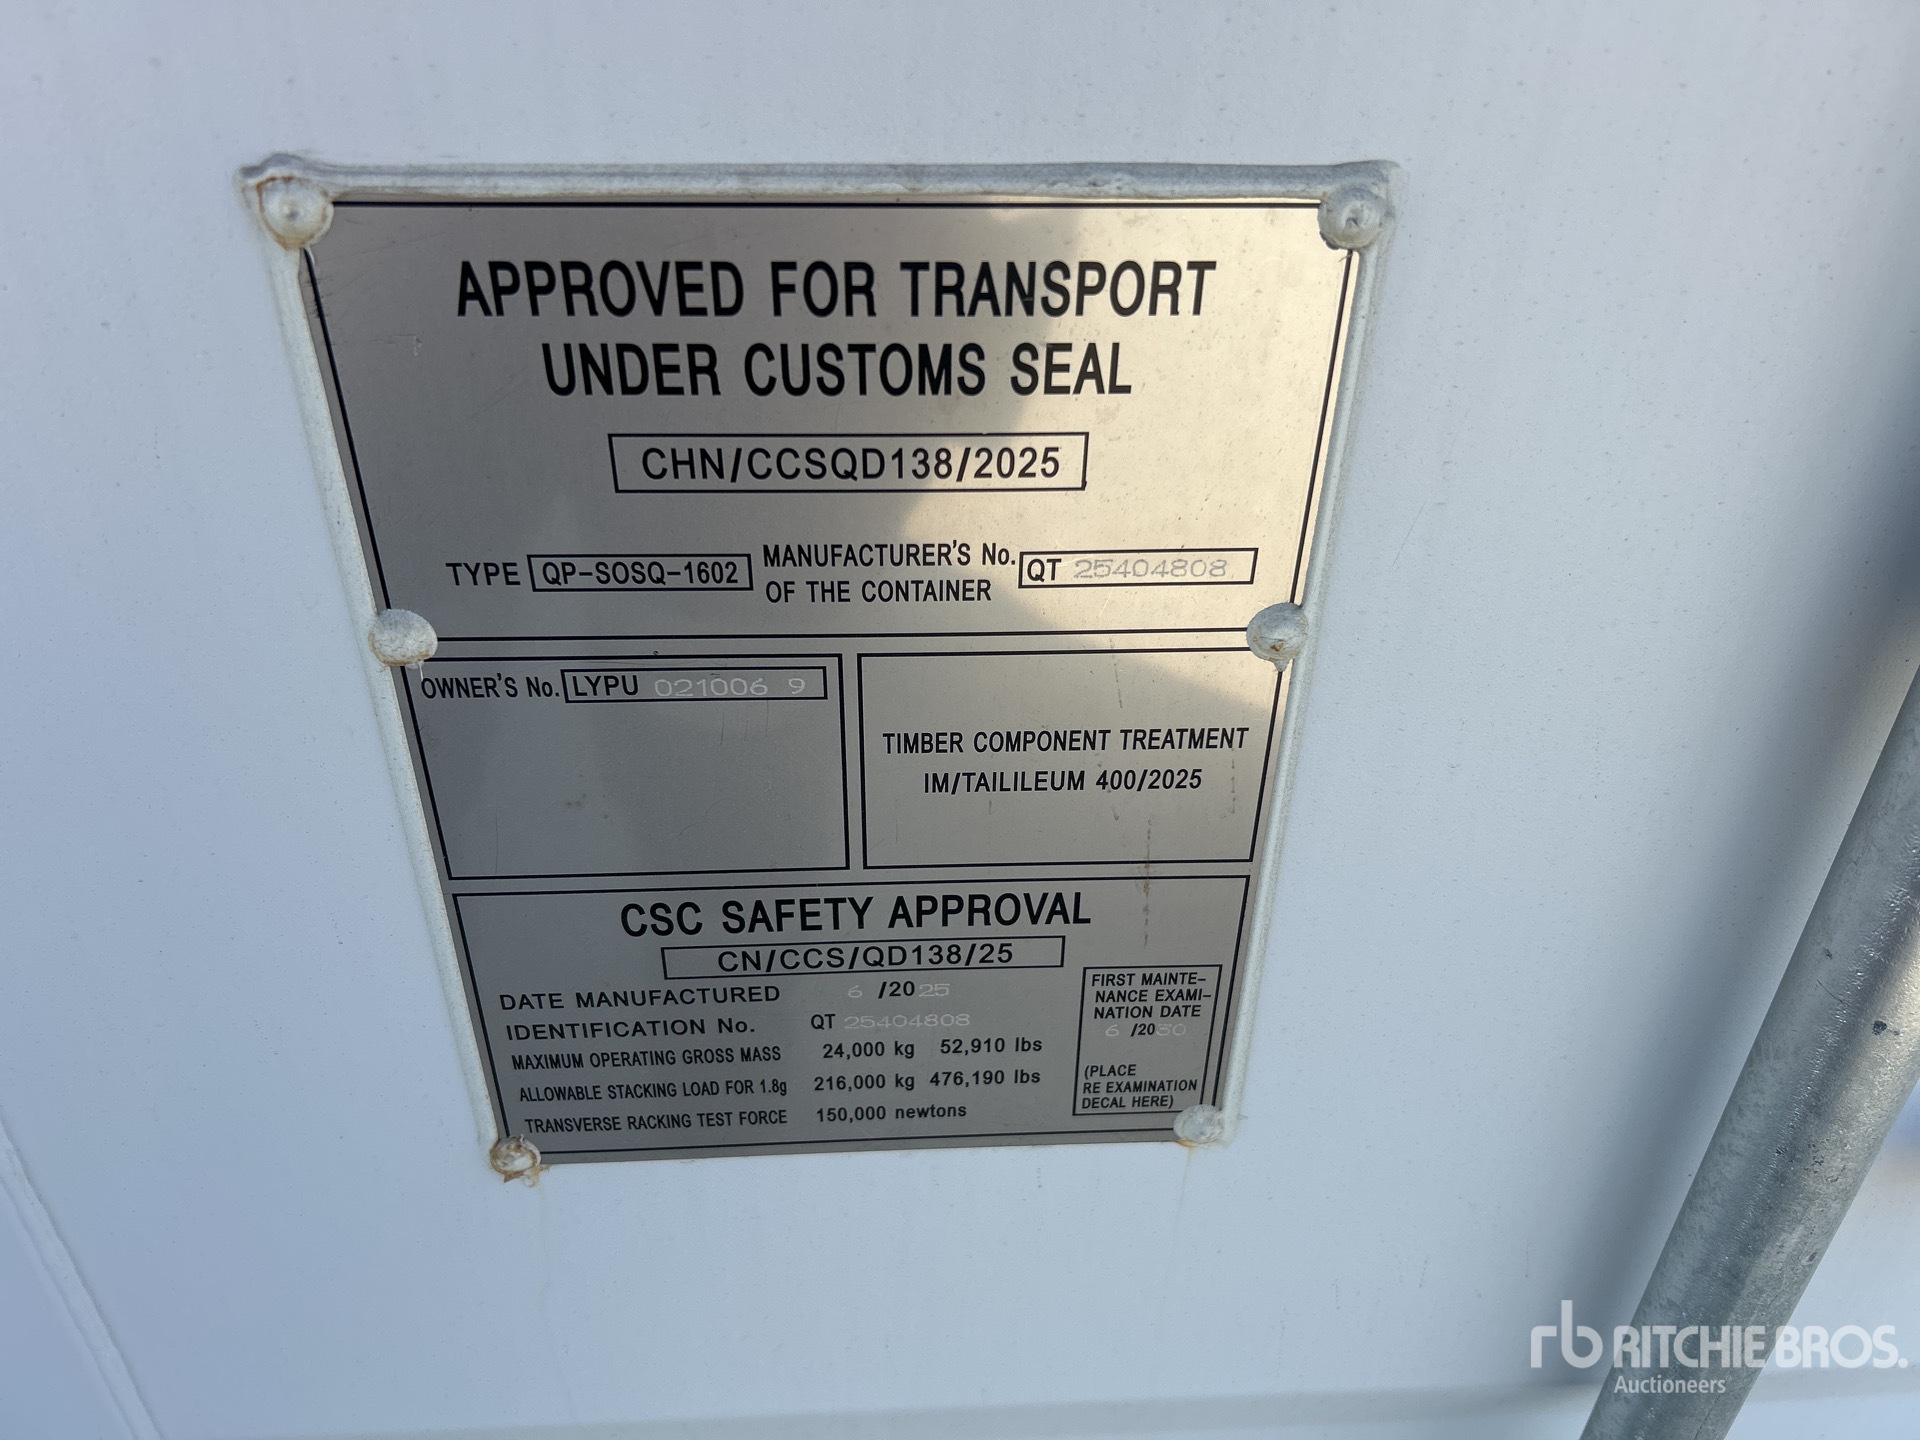 APPROVED FOR TRANSPORT
UNDER CUSTOMS SEAL
CHN/CCSQD138/2025
TYPE QP-SOSQ-1602 MANUFACTURER'S No. OF THE CONTAINER QT 25404808
OWNER'S No. LYPU 021006 9
TIMBER COMPONENT TREATMENT
IM/TAILILEUM 400/2025
CSC SAFETY APPROVAL
CN/CCS/QD138/25
DATE MANUFACTURED 6 /2025
IDENTIFICATION No. QT 25404808
MAXIMUM OPERATING GROSS MASS 24,000 kg 52,910 lbs
ALLOWABLE STACKING LOAD FOR 1.8g 216,000 kg 476,190 lbs
TRANSVERSE RACKING TEST FORCE 150,000 newtons
FIRST MAINTE-
NANCE EXAMI-
NATION DATE
6 /2030
(PLACE
RE EXAMINATION
DECAL HERE)
rb RITCHIE BROS.
Auctioneers